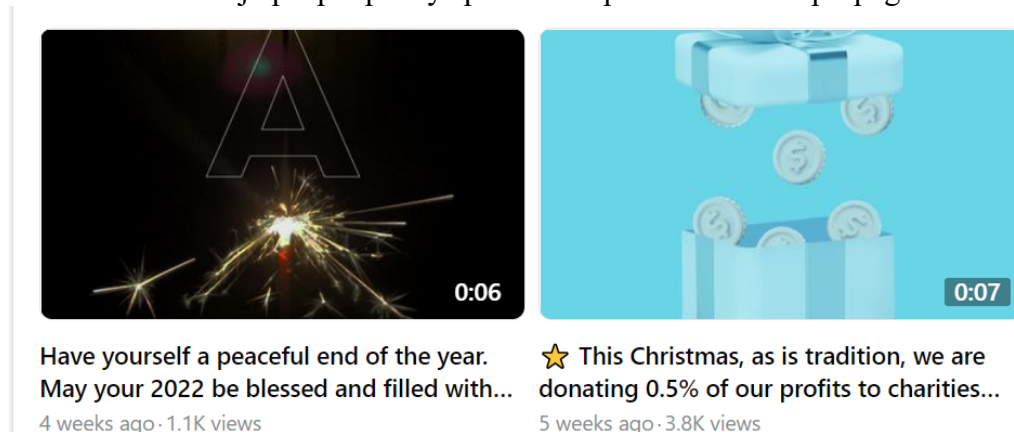 A
0:06
0:07
Have yourself a peaceful end of the year.
May your 2022 be blessed and filled with...
4 weeks ago · 1.1K views
⭐ This Christmas, as is tradition, we are
donating 0.5% of our profits to charities...
5 weeks ago · 3.8K views